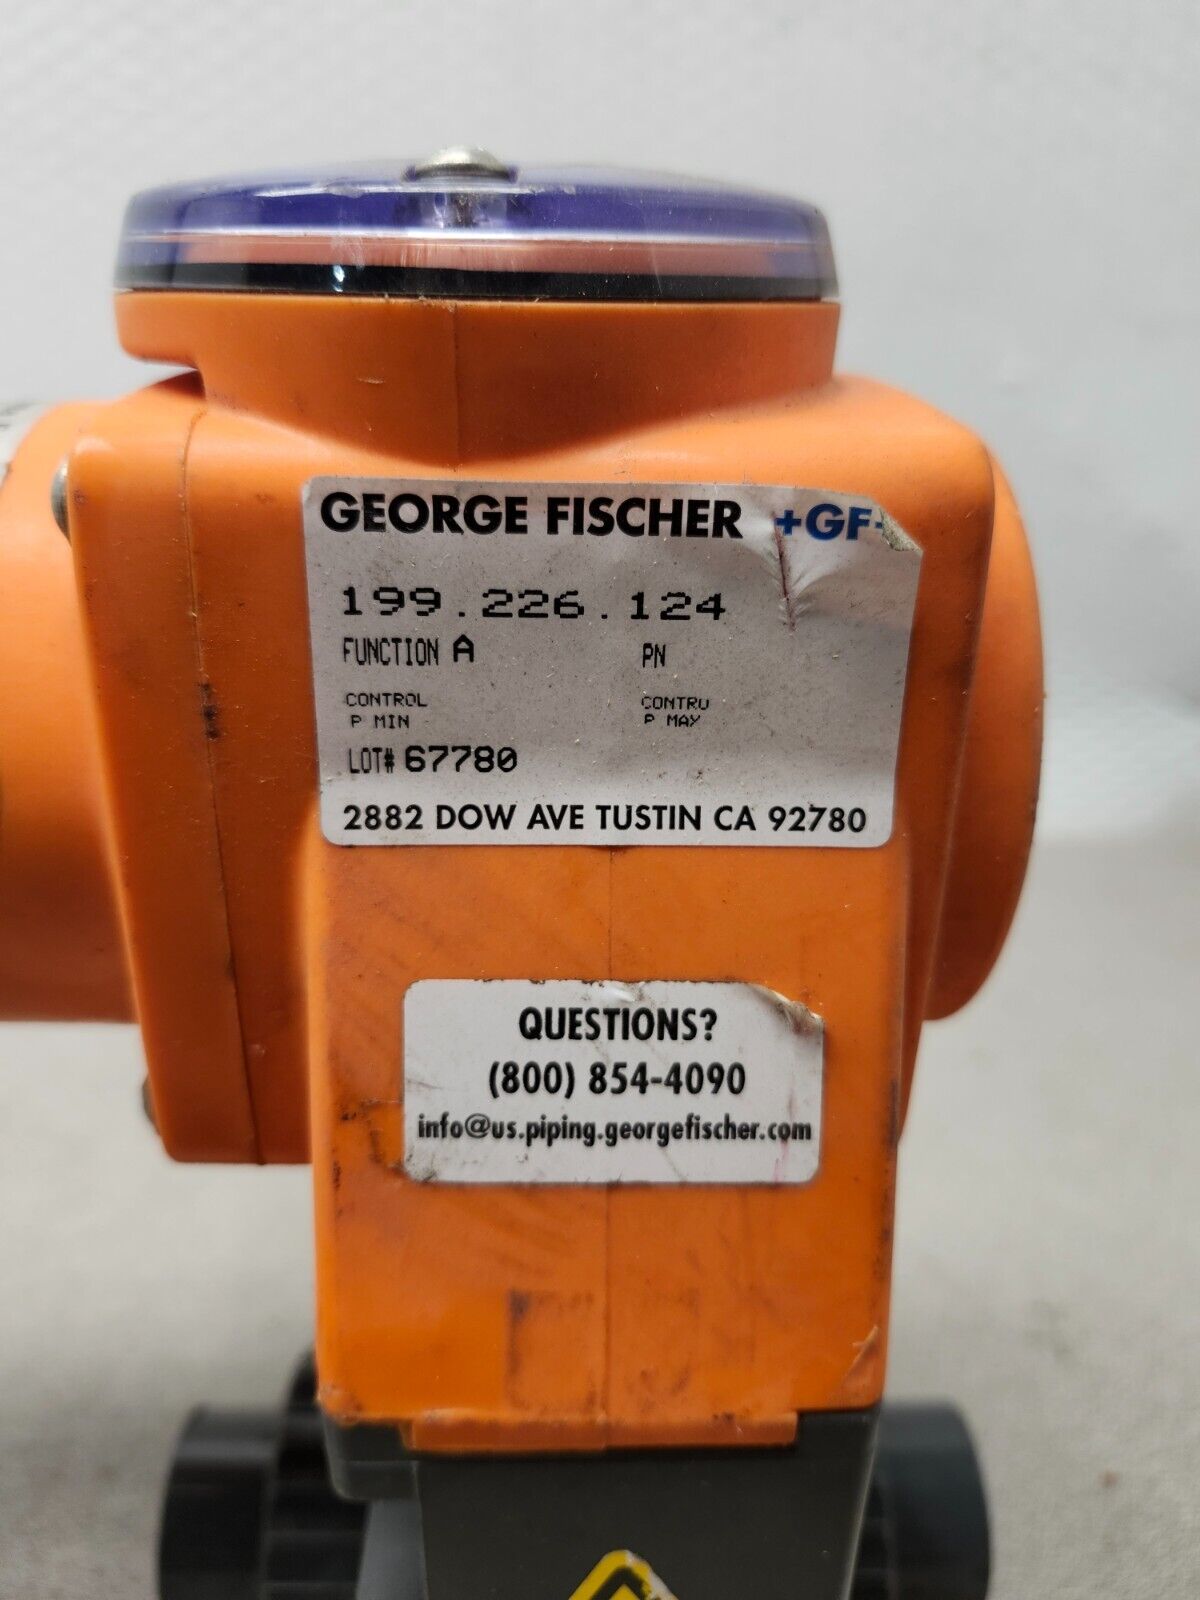 GEORGE FISCHER +GF
199.226.124
FUNCTION A PN
CONTROL CONTRU
P MIN P MAX
LOT# 67780
2882 DOW AVE TUSTIN CA 92780
QUESTIONS?
(800) 854-4090
info@us.piping.georgefischer.com